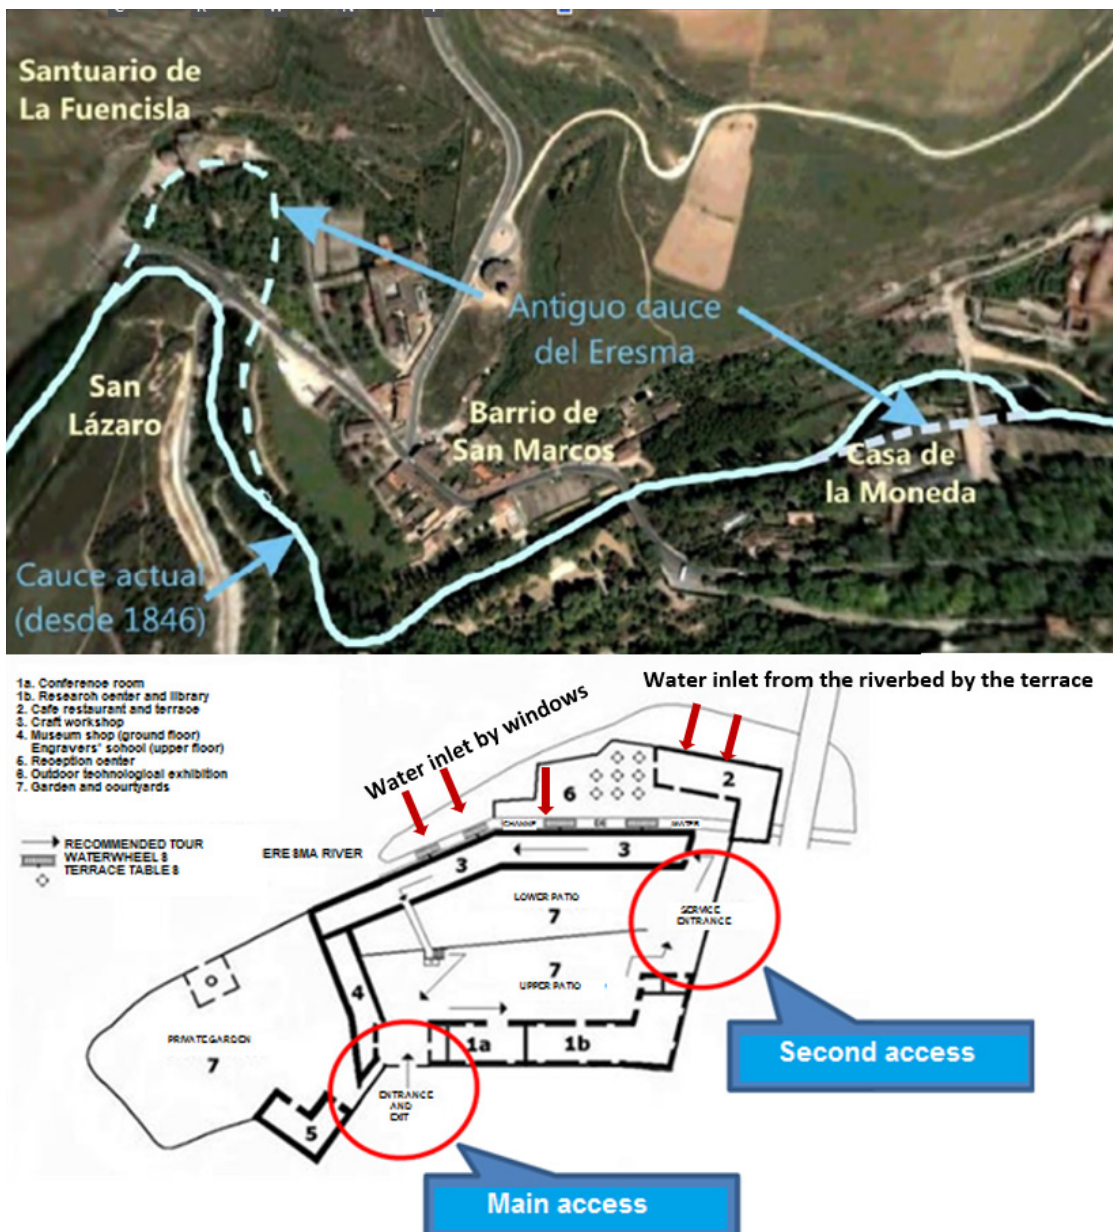 Santuario de
La Fuencisla
Antiguo cauce
del Eresma
San
Lázaro
Barrio de
San Marcos
Casa de
la Moneda
Cauce actual
(desde 1846)
1a. Conference room
1b. Research center and library
2. Cafe restaurant and terrace
3. Craft workshop
4. Museum shop (ground floor)
Engravers' school (upper floor)
5. Reception center
6. Outdoor technological exhibition
7. Garden and courtyards
RECOMMENDED TOUR
WATERWHEELS
TERRACE TABLES
Water inlet from the riverbed by the terrace
Water inlet by windows
2
6
ERESMA RIVER
3
3
LOWER PATIO
7
SERVICE
ENTRANCE
7
UPPER PATIO
4
PRIVATE GARDEN
7
1a
1b
ENTRANCE
AND
EXIT
5
Second access
Main access